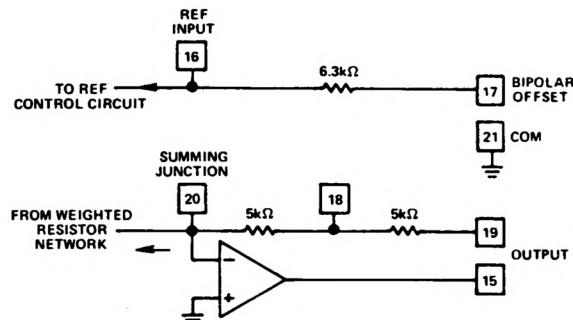 REF
INPUT
16
6.3kΩ
TO REF
CONTROL CIRCUIT
17
BIPOLAR
OFFSET
21
COM
SUMMING
JUNCTION
20
18
FROM WEIGHTED
RESISTOR
NETWORK
5kΩ
5kΩ
19
OUTPUT
15
−
+